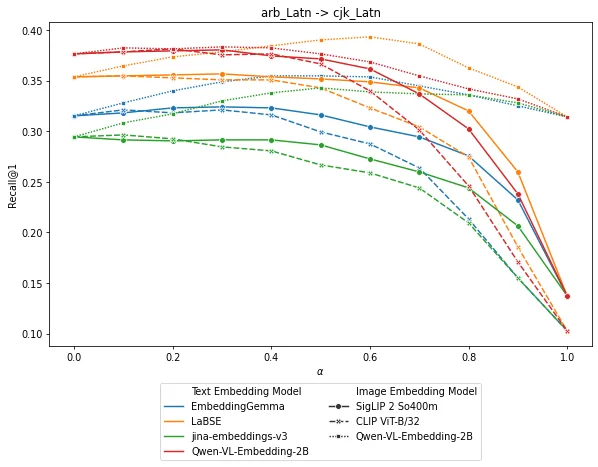 arb_Latn -> cjk_Latn
0.40
0.35
0.30
0.25
0.20
0.15
0.10
Recall@1
0.0 0.2 0.4 0.6 0.8 1.0
α
Text Embedding Model
EmbeddingGemma
LaBSE
jina-embeddings-v3
Qwen-VL-Embedding-2B
Image Embedding Model
SigLIP 2 So400m
CLIP ViT-B/32
Qwen-VL-Embedding-2B